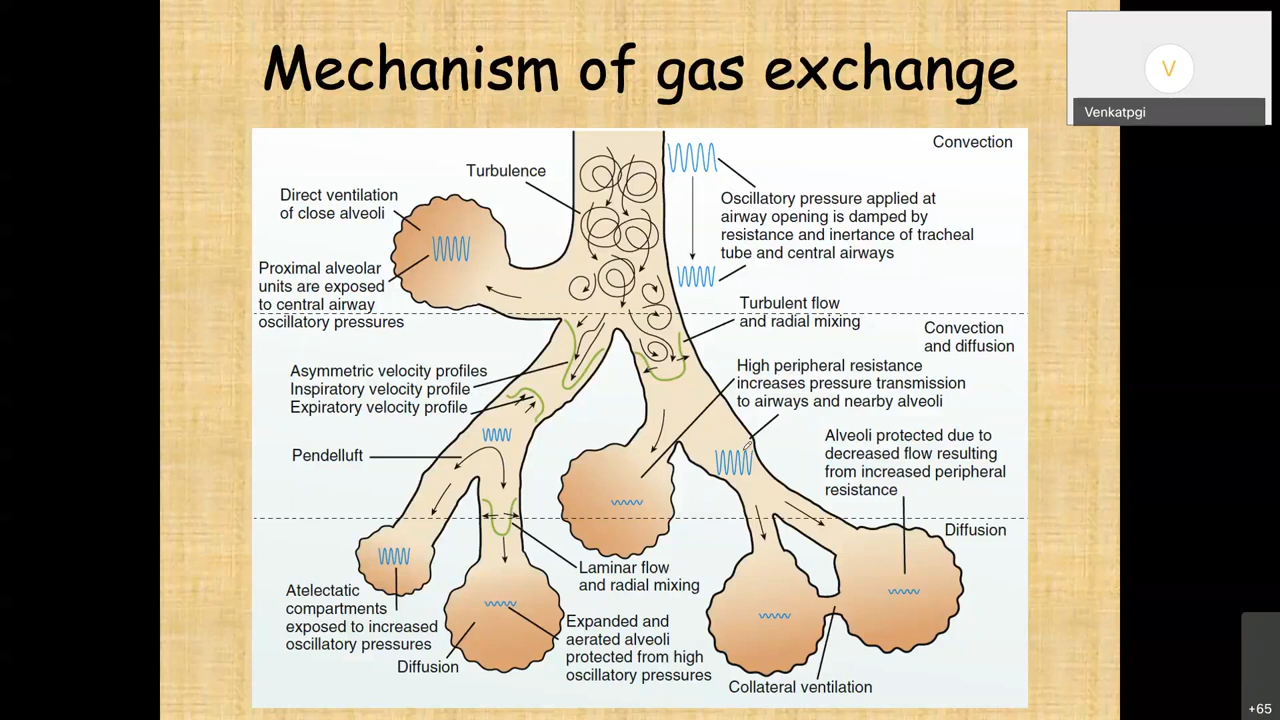 Mechanism of gas exchange
V
Venkatpgi
Convection
Turbulence
Direct ventilation
of close alveoli
Oscillatory pressure applied at
airway opening is damped by
resistance and inertance of tracheal
tube and central airways
Proximal alveolar
units are exposed
to central airway
oscillatory pressures
Turbulent flow
and radial mixing
Convection
and diffusion
Asymmetric velocity profiles
Inspiratory velocity profile
Expiratory velocity profile
High peripheral resistance
increases pressure transmission
to airways and nearby alveoli
Pendelluft
Alveoli protected due to
decreased flow resulting
from increased peripheral
resistance
Diffusion
Laminar flow
and radial mixing
Atelectatic
compartments
exposed to increased
oscillatory pressures
Diffusion
Expanded and
aerated alveoli
protected from high
oscillatory pressures
Collateral ventilation
+65